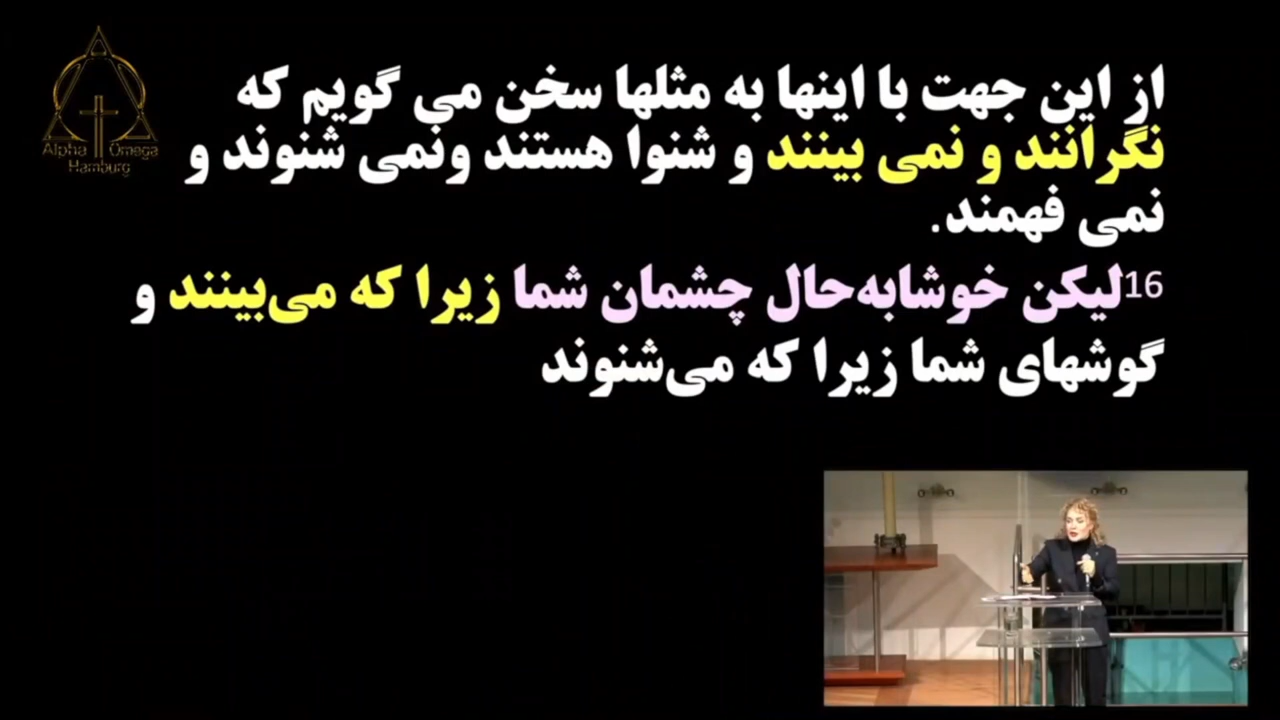 Alpha Omega
Hamburg
از این جهت با اینها به مثلها سخن می گویم که
نگرانند و نمی بینند و شنوا هستند ونمی شنوند و
نمی فهمند.
16لیکن خوشابه‌حال چشمان شما زیرا که می‌بینند و
گوشهای شما زیرا که می‌شنوند